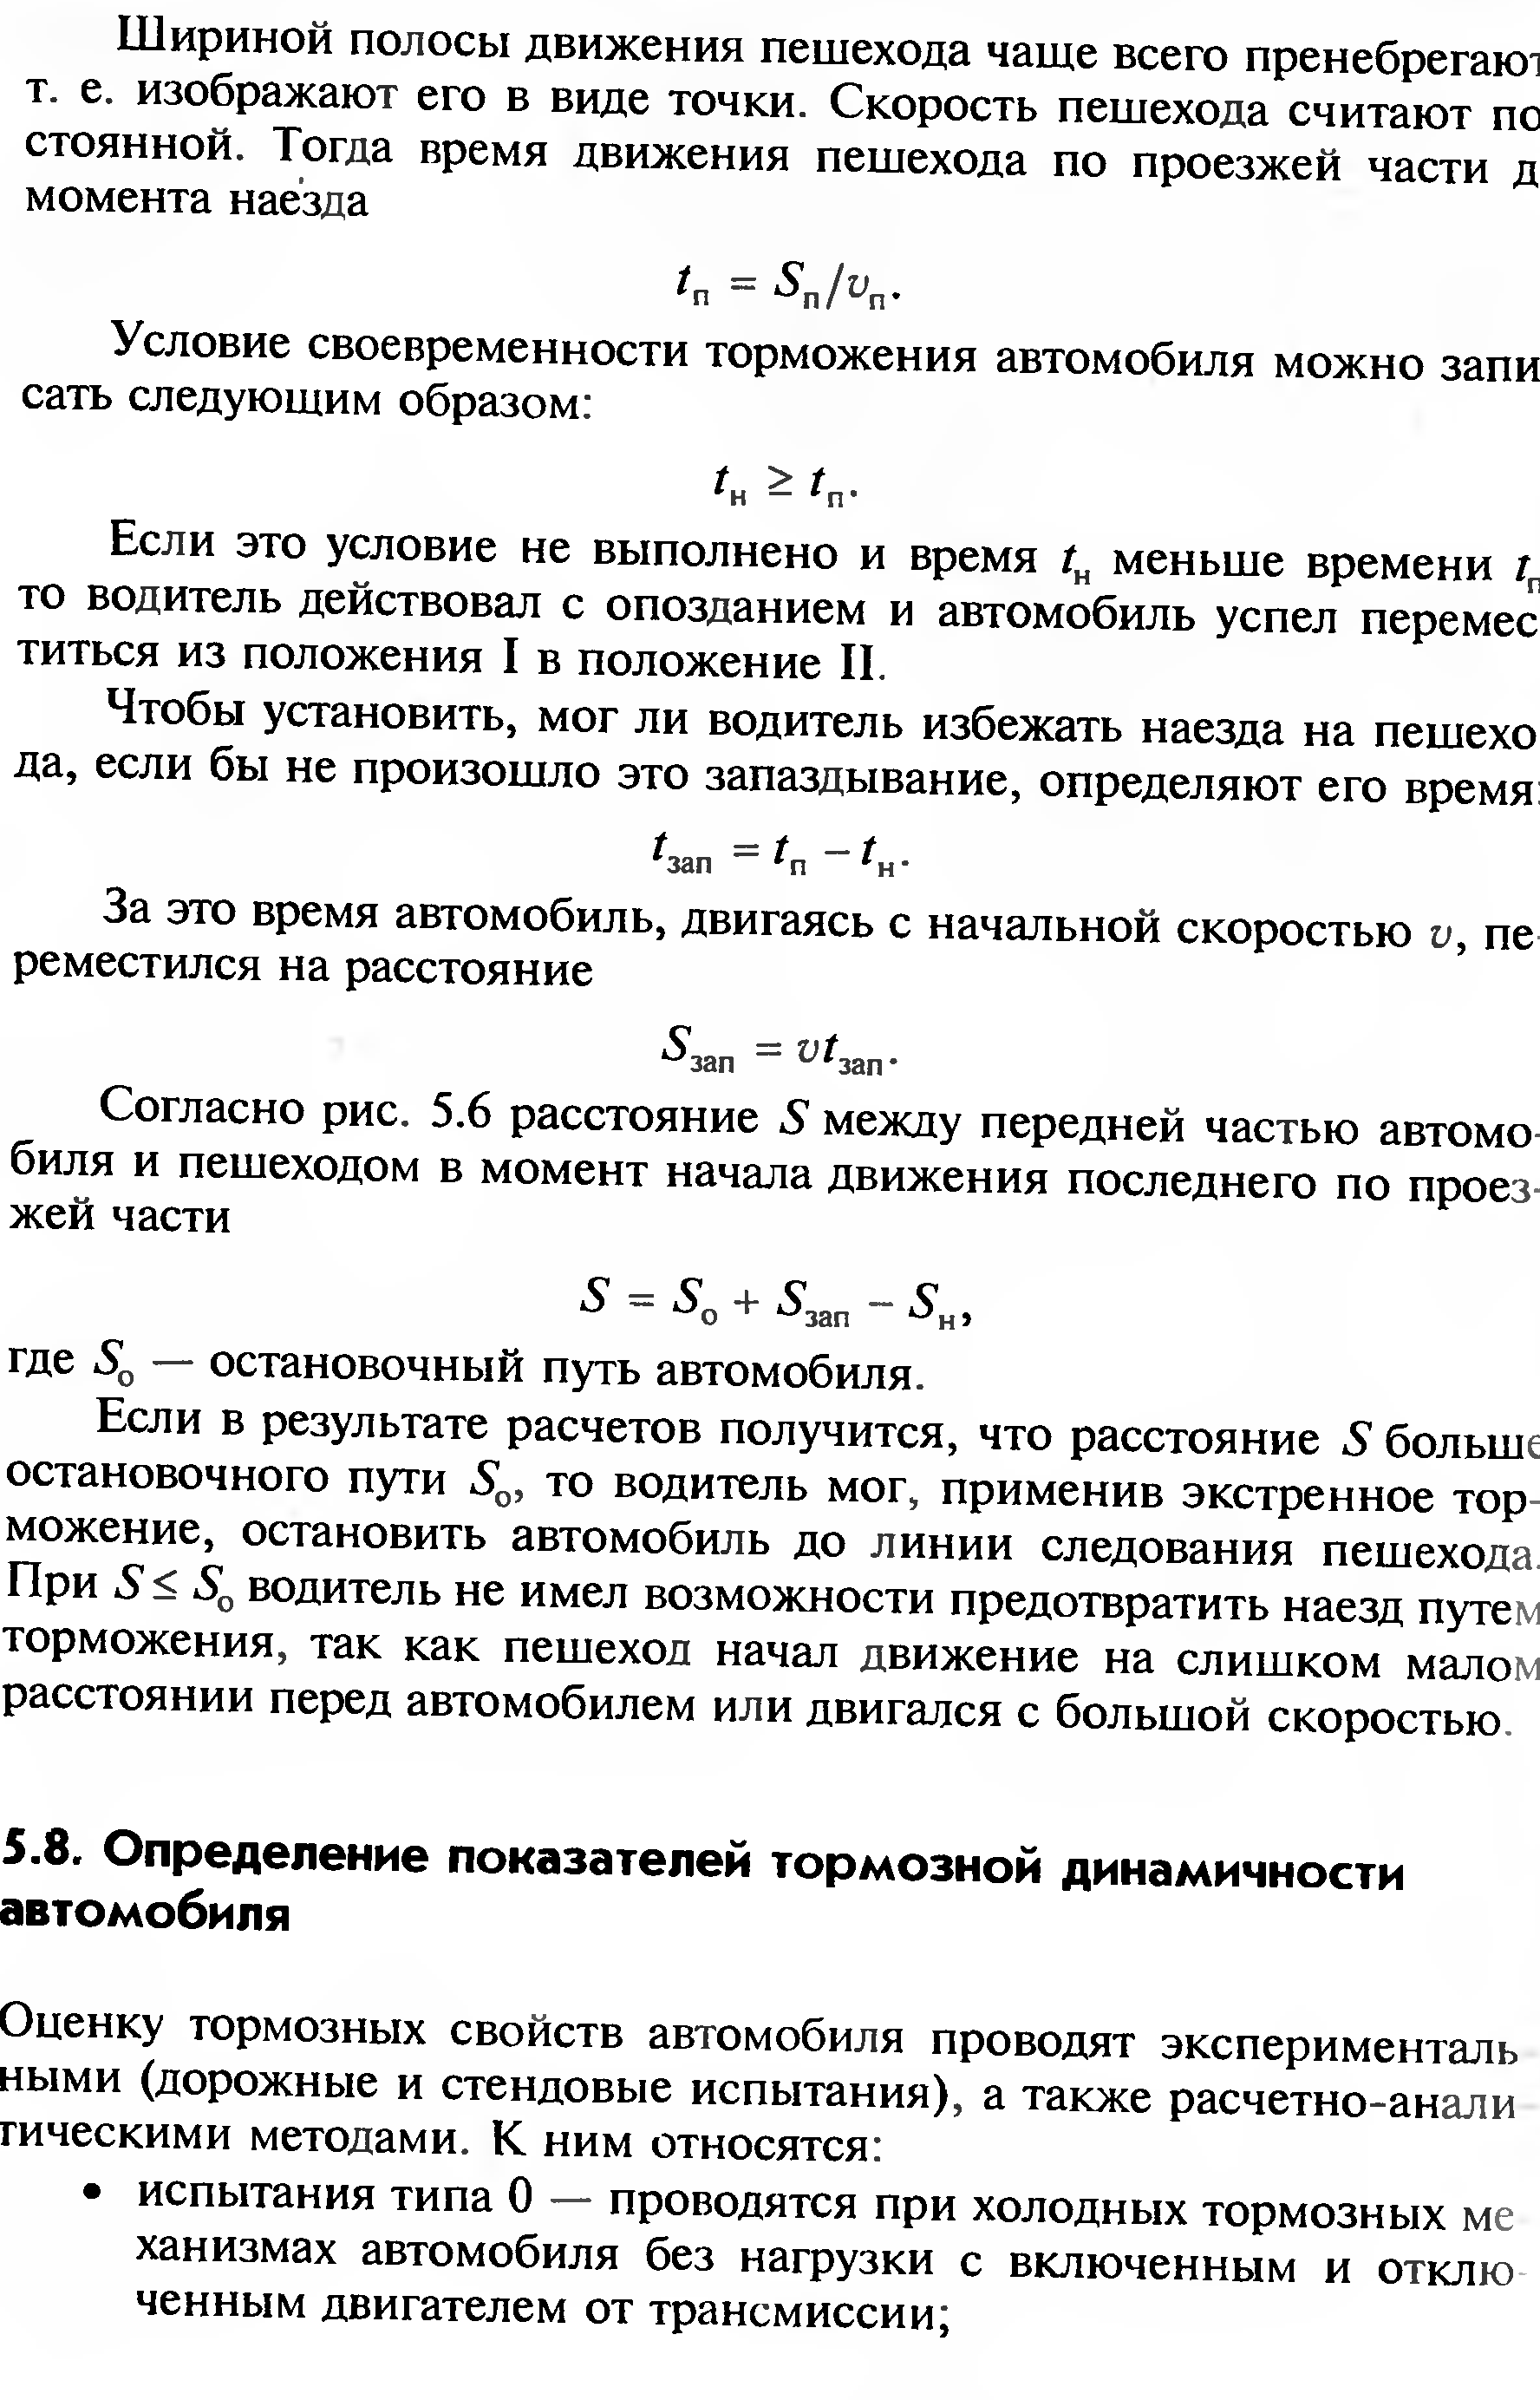 Шириной полосы движения пешехода чаще всего пренебрегают
т. е. изображают его в виде точки. Скорость пешехода считают по
стоянной. Тогда время движения пешехода по проезжей части д
момента наезда
tп = Sп/vп.
Условие своевременности торможения автомобиля можно запи
сать следующим образом:
tн ≥ tп.
Если это условие не выполнено и время tн меньше времени tп
то водитель действовал с опозданием и автомобиль успел перемес
титься из положения I в положение II.
Чтобы установить, мог ли водитель избежать наезда на пешехо
да, если бы не произошло это запаздывание, определяют его время:
tзап = tп – tн.
За это время автомобиль, двигаясь с начальной скоростью v, пе-
реместился на расстояние
Sзап = vtзап.
Согласно рис. 5.6 расстояние S между передней частью автомо-
биля и пешеходом в момент начала движения последнего по проез-
жей части
S = Sо + Sзап – Sн,
где Sо — остановочный путь автомобиля.
Если в результате расчетов получится, что расстояние S больше
остановочного пути Sо, то водитель мог, применив экстренное тор-
можение, остановить автомобиль до линии следования пешехода.
При S ≤ Sо водитель не имел возможности предотвратить наезд путем
торможения, так как пешеход начал движение на слишком малом
расстоянии перед автомобилем или двигался с большой скоростью.
5.8. Определение показателей тормозной динамичности
автомобиля
Оценку тормозных свойств автомобиля проводят эксперименталь
ными (дорожные и стендовые испытания), а также расчетно-анали
тическими методами. К ним относятся:
• испытания типа 0 — проводятся при холодных тормозных ме
ханизмах автомобиля без нагрузки с включенным и отклю-
ченным двигателем от трансмиссии;